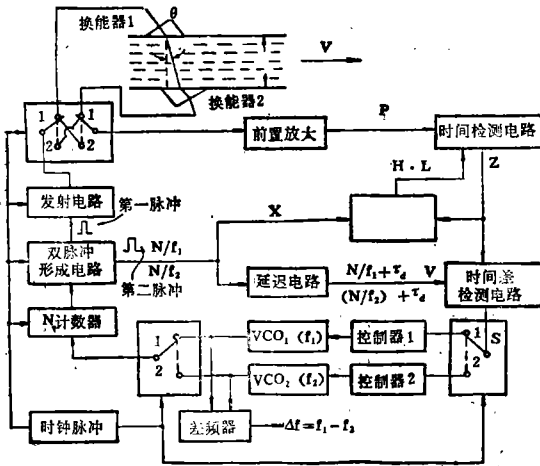 换能器1
θ
V
换能器2
1
1
2
2
前置放大
P
时间检测电路
H·L
Z
发射电路
第一脉冲
X
双脉冲
形成电路
N/f₁
N/f₂
第二脉冲
延迟电路
N/f₁+τd
(N/f₂)+τd
V
时间差
检测电路
N计数器
1
2
VCO₁(f₁)
控制器1
1
S
VCO₂(f₂)
控制器2
2
时钟脉冲
差频器
Δf=f₁-f₂